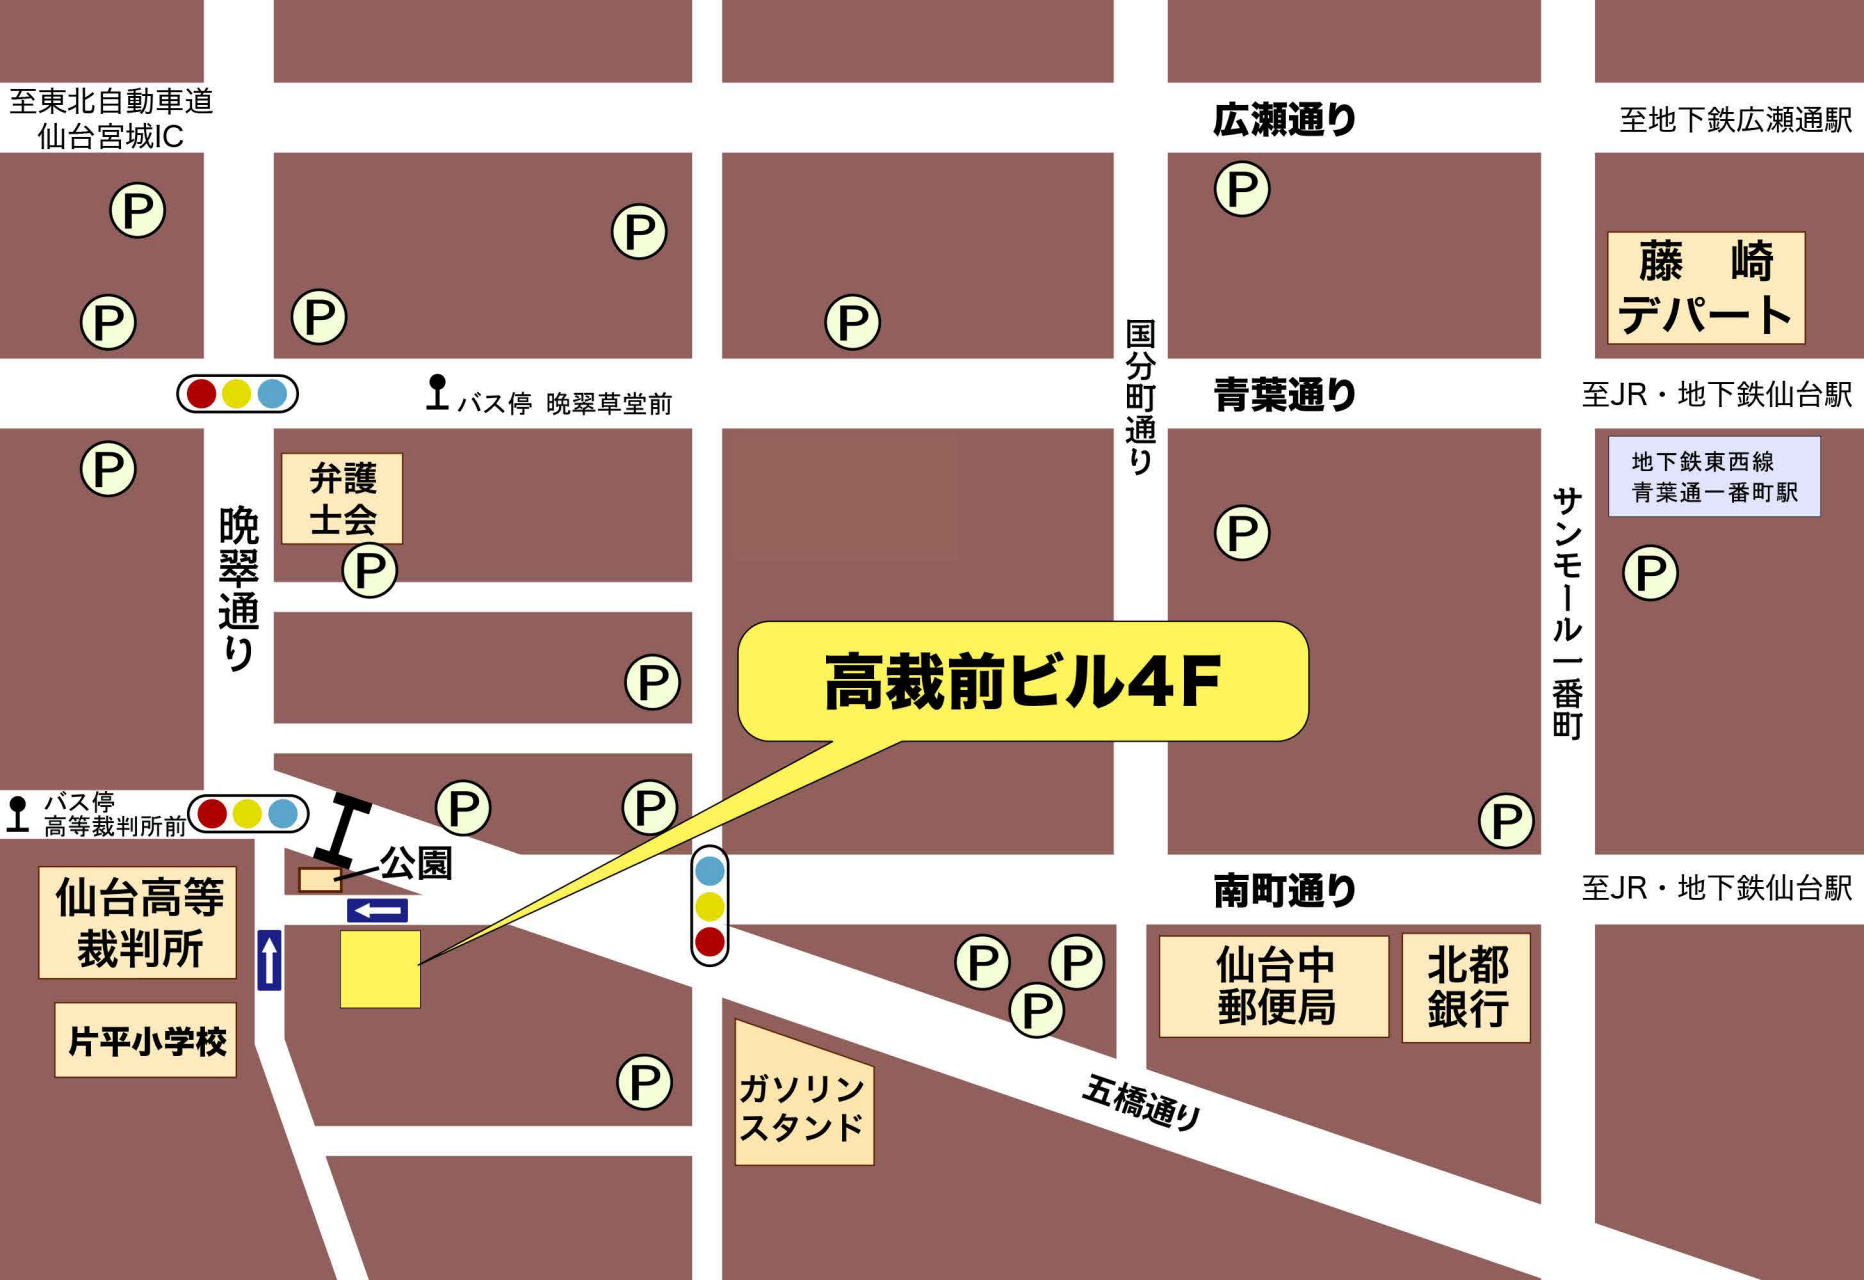 至東北自動車道
仙台宮城IC
広瀬通り
至地下鉄広瀬通駅
P
P
P
P
藤　崎
デパート
P
P
P
国分町通り
バス停 晩翠草堂前
青葉通り
至JR・地下鉄仙台駅
地下鉄東西線
青葉通一番町駅
P
弁護
士会
P
晩翠通り
P
サンモール一番町
P
高裁前ビル4F
P
バス停
高等裁判所前
P
P
P
公園
仙台高等
裁判所
南町通り
至JR・地下鉄仙台駅
片平小学校
P
P
P
仙台中
郵便局
北都
銀行
P
ガソリン
スタンド
五橋通り